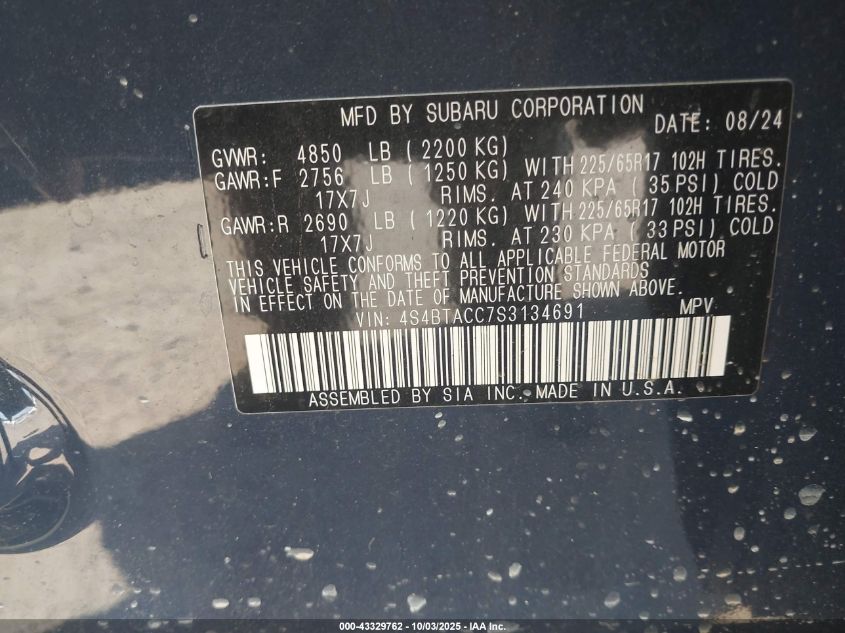 MFD BY SUBARU CORPORATION
DATE: 08/24
GVWR: 4850 LB (2200 KG)
GAWR:F 2756 LB (1250 KG) WITH 225/65R17 102H TIRES.
17X7J RIMS. AT 240 KPA (35 PSI) COLD
GAWR:R 2690 LB (1220 KG) WITH 225/65R17 102H TIRES.
17X7J RIMS. AT 230 KPA (33 PSI) COLD
THIS VEHICLE CONFORMS TO ALL APPLICABLE FEDERAL MOTOR
VEHICLE SAFETY AND THEFT PREVENTION STANDARDS
IN EFFECT ON THE DATE OF MANUFACTURE SHOWN ABOVE.
VIN: 4S4BTACC7S3134691 MPV
ASSEMBLED BY SIA INC. MADE IN U.S.A.
000-43329762 - 10/03/2025 - IAA Inc.